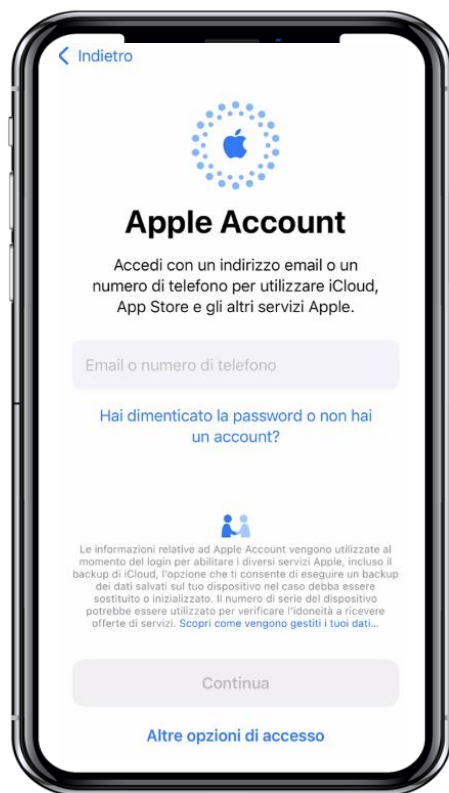 Indietro
Apple Account
Accedi con un indirizzo email o un
numero di telefono per utilizzare iCloud,
App Store e gli altri servizi Apple.
Email o numero di telefono
Hai dimenticato la password o non hai
un account?
Le informazioni relative ad Apple Account vengono utilizzate al
momento del login per abilitare i diversi servizi Apple, incluso il
backup di iCloud, l'opzione che ti consente di eseguire un backup
dei dati salvati sul tuo dispositivo nel caso debba essere
sostituito o inizializzato. Il numero di serie del dispositivo
potrebbe essere utilizzato per verificare l'idoneità a ricevere
offerte di servizi. Scopri come vengono gestiti i tuoi dati...
Continua
Altre opzioni di accesso